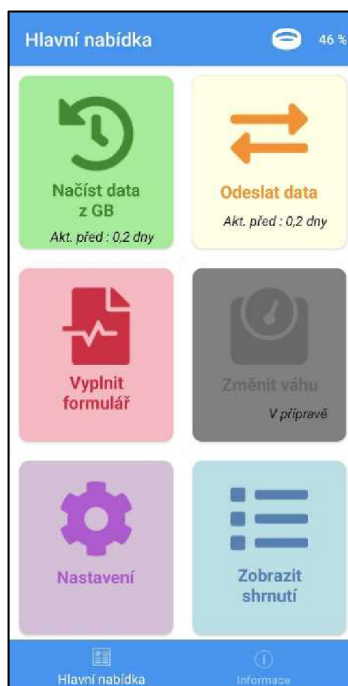 Hlavní nabídka
46 %
Načíst data
z GB
Akt. před : 0,2 dny
Odeslat data
Akt. před : 0,2 dny
Vyplnit
formulář
Změnit váhu
V přípravě
Nastavení
Zobrazit
shrnutí
Hlavní nabídka
Informace